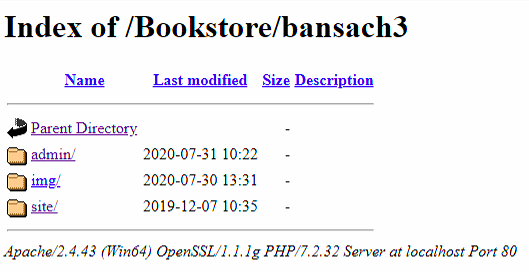 Index of /Bookstore/bansach3
Name Last modified Size Description
Parent Directory -
admin/ 2020-07-31 10:22 -
img/ 2020-07-30 13:31 -
site/ 2019-12-07 10:35 -
Apache/2.4.43 (Win64) OpenSSL/1.1.1g PHP/7.2.32 Server at localhost Port 80